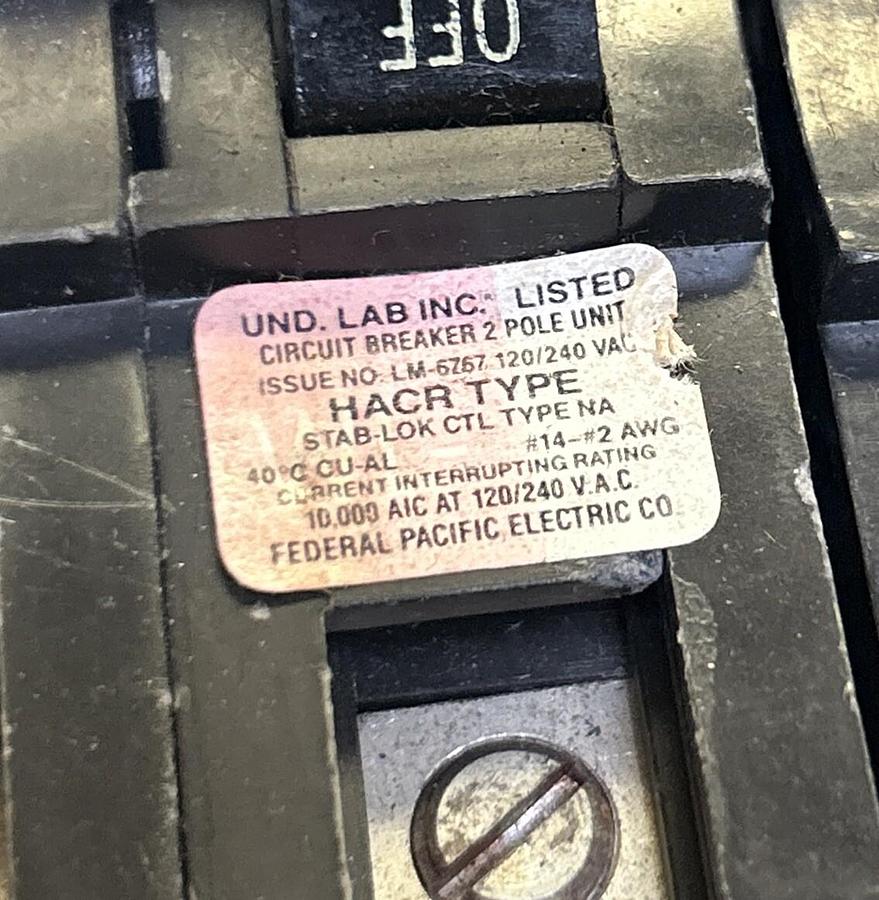 OFF
UND. LAB INC.® LISTED
CIRCUIT BREAKER 2 POLE UNIT
ISSUE NO. LM-6767 120/240 VAC
HACR TYPE
STAB-LOK CTL TYPE NA
40°C CU-AL #14-#2 AWG
CURRENT INTERRUPTING RATING
10,000 AIC AT 120/240 V.A.C.
FEDERAL PACIFIC ELECTRIC CO